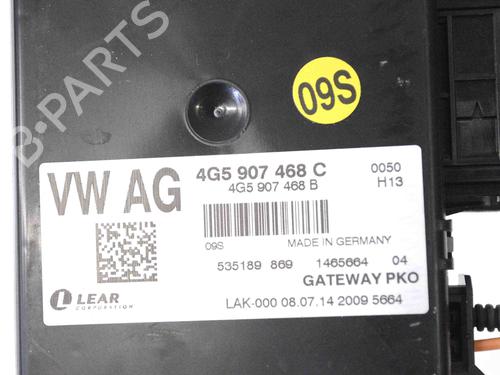 B-PARTS
09S
VW AG
4G5 907 468 C
0050
4G5 907 468 B
H13
09S
MADE IN GERMANY
535189 869
1465664 04
GATEWAY PKO
LEAR
CORPORATION
LAK-000 08.07.14 2009 5664